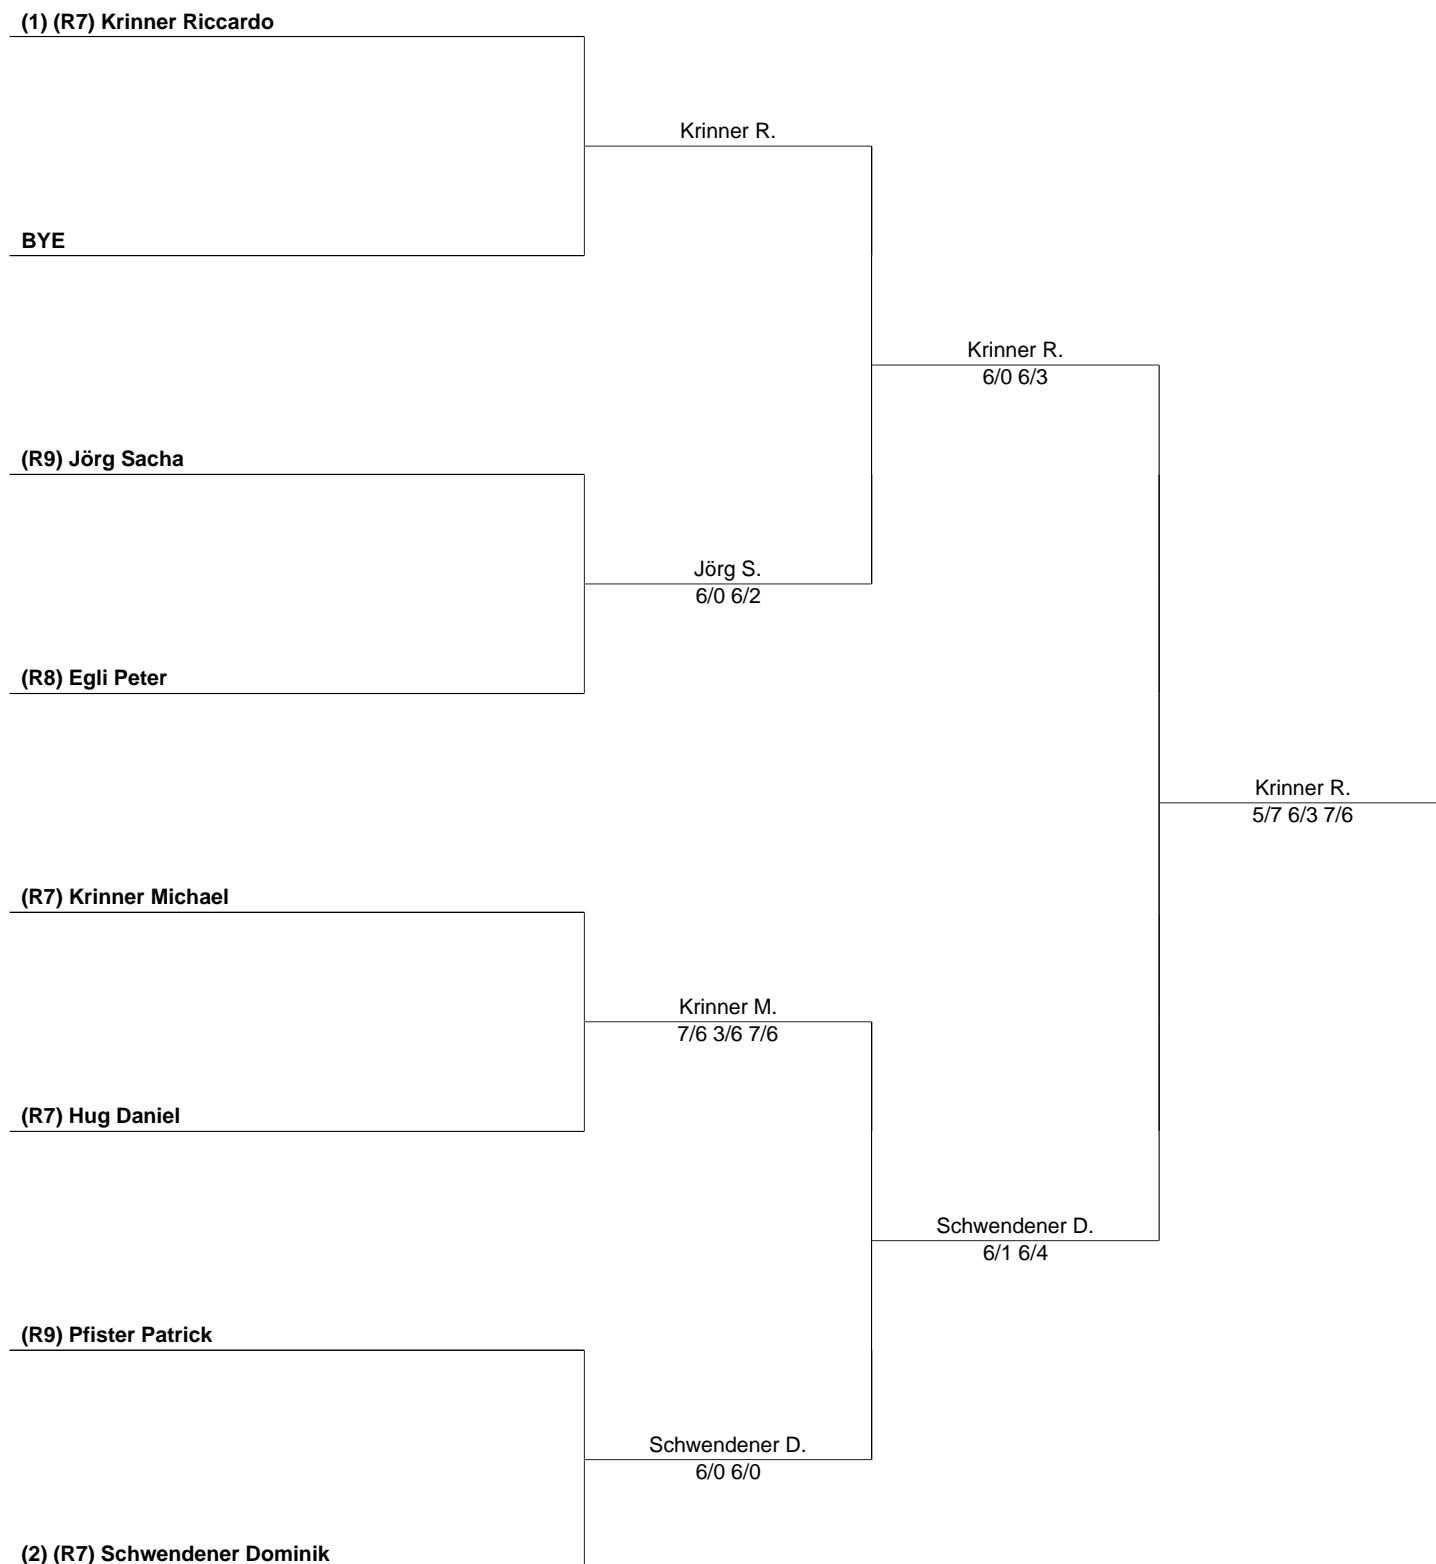 (1) (R7) Krinner Riccardo
Krinner R.
BYE
Krinner R.
6/0 6/3
(R9) Jörg Sacha
Jörg S.
6/0 6/2
(R8) Egli Peter
Krinner R.
5/7 6/3 7/6
(R7) Krinner Michael
Krinner M.
7/6 3/6 7/6
(R7) Hug Daniel
Schwendener D.
6/1 6/4
(R9) Pfister Patrick
Schwendener D.
6/0 6/0
(2) (R7) Schwendener Dominik